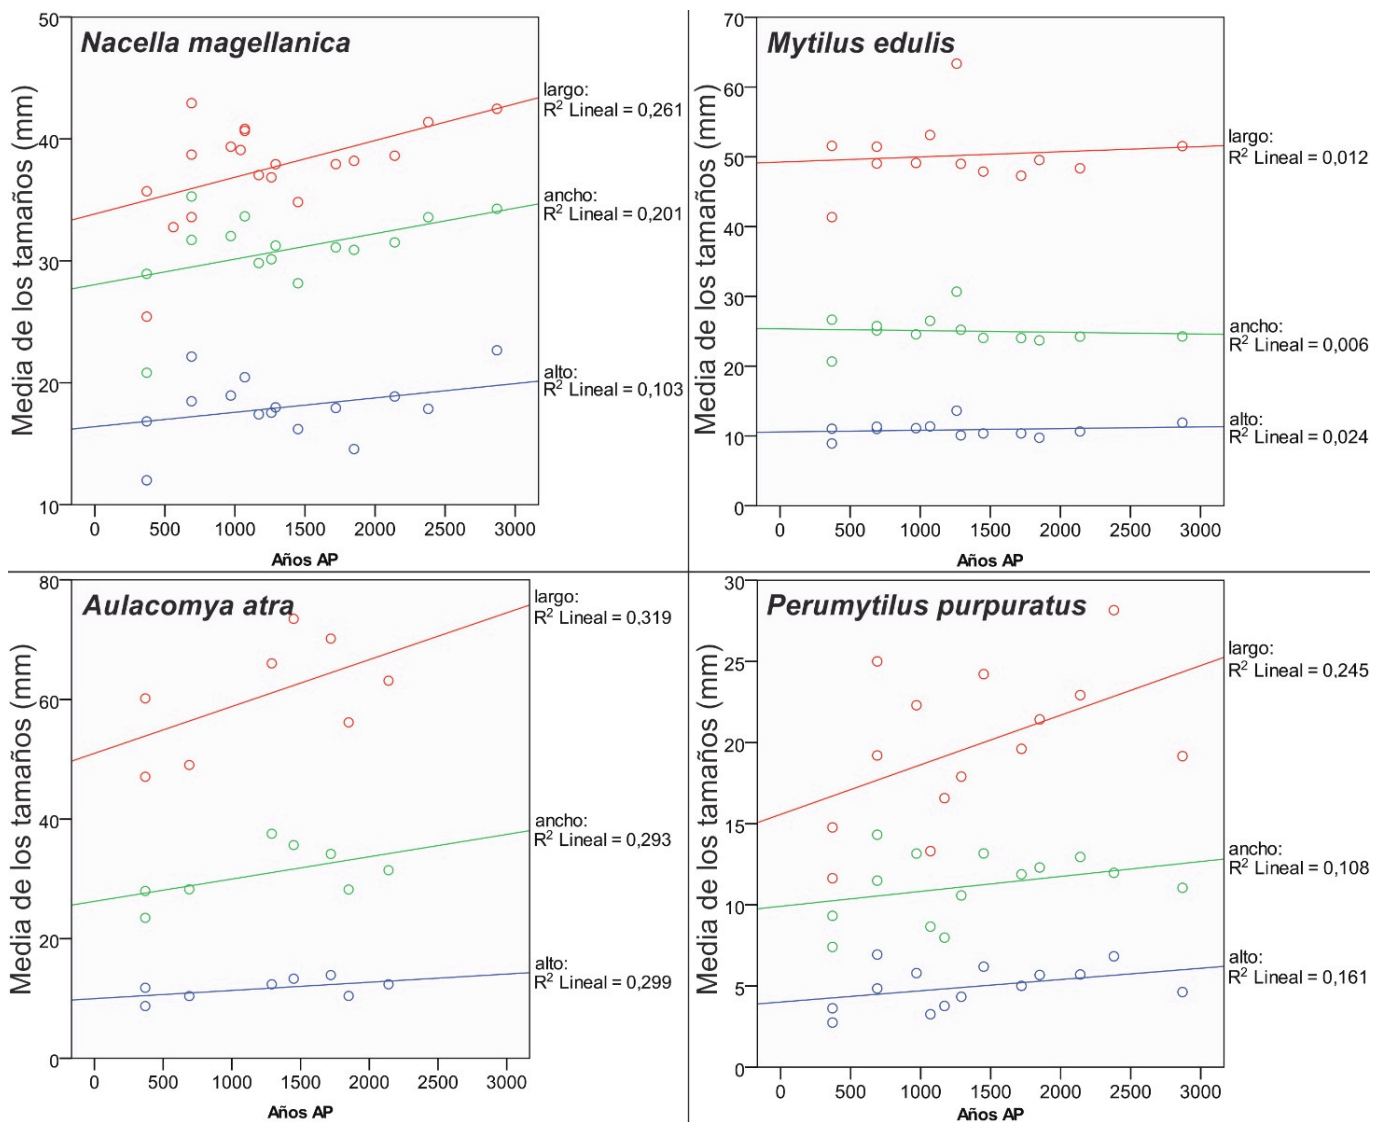 Nacella magellanica
Media de los tamaños (mm)
50
40
30
20
10
0 500 1000 1500 2000 2500 3000
Años AP
largo:
R² Lineal = 0,261
ancho:
R² Lineal = 0,201
alto:
R² Lineal = 0,103
Mytilus edulis
Media de los tamaños (mm)
70
60
50
40
30
20
10
0
0 500 1000 1500 2000 2500 3000
Años AP
largo:
R² Lineal = 0,012
ancho:
R² Lineal = 0,006
alto:
R² Lineal = 0,024
Aulacomya atra
Media de los tamaños (mm)
80
60
40
20
0
0 500 1000 1500 2000 2500 3000
Años AP
largo:
R² Lineal = 0,319
ancho:
R² Lineal = 0,293
alto:
R² Lineal = 0,299
Perumytilus purpuratus
Media de los tamaños (mm)
30
25
20
15
10
5
0
0 500 1000 1500 2000 2500 3000
Años AP
largo:
R² Lineal = 0.245
ancho:
R² Lineal = 0,108
alto:
R² Lineal = 0,161